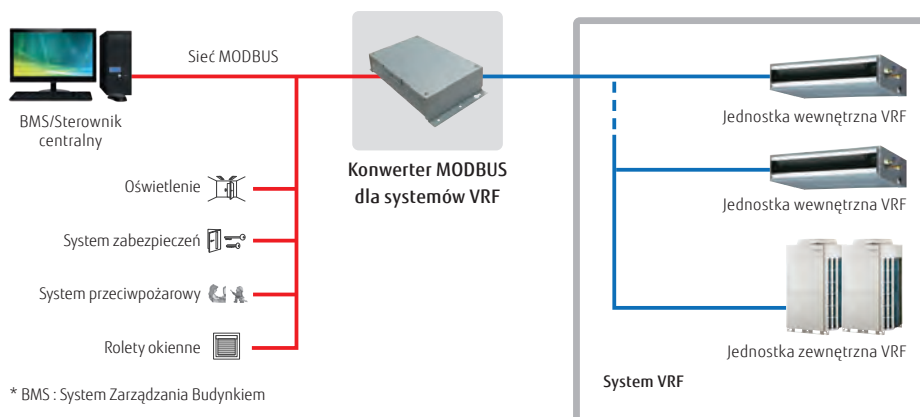 Sieć MODBUS
BMS/Sterownik
centralny
Konwerter MODBUS
dla systemów VRF
Jednostka wewnętrzna VRF
Oświetlenie
System zabezpieczeń
System przeciwpożarowy
Rolety okienne
Jednostka wewnętrzna VRF
Jednostka zewnętrzna VRF
System VRF
* BMS : System Zarządzania Budynkiem